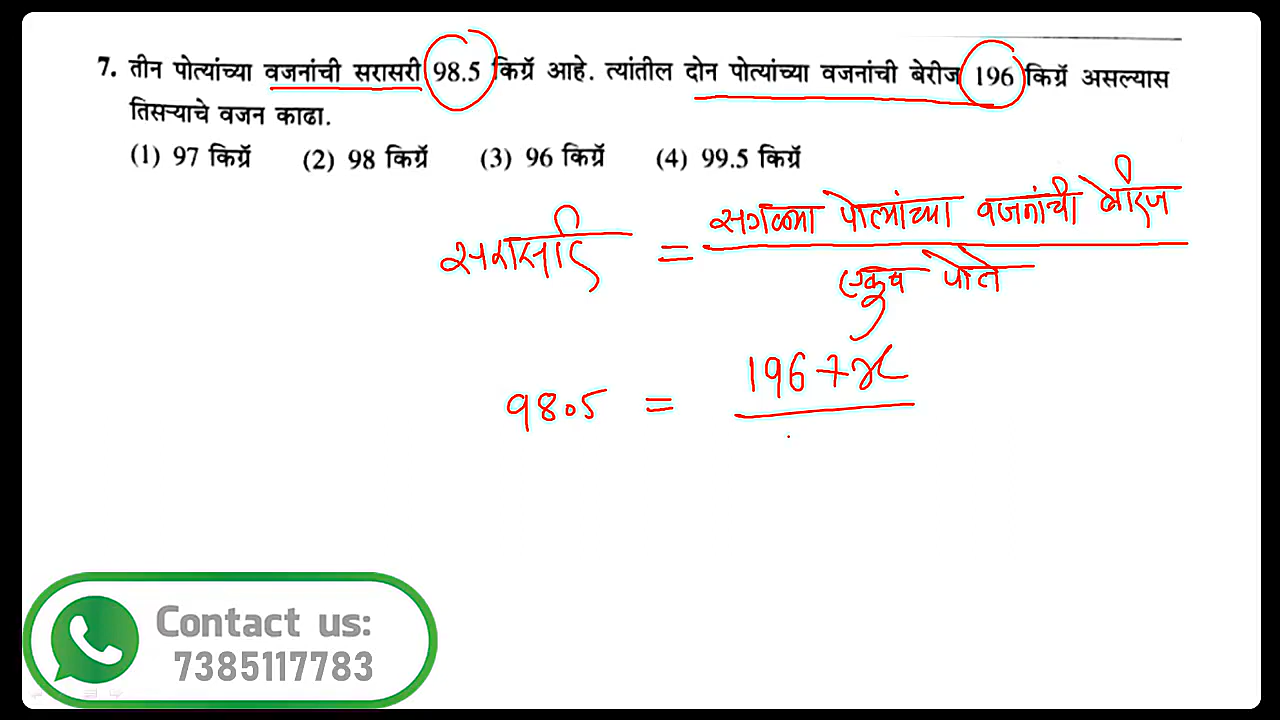 7. तीन पोत्यांच्या वजनांची सरासरी 98.5 किग्रॅ आहे. त्यांतील दोन पोत्यांच्या वजनांची बेरीज 196 किग्रॅ असल्यास
तिसऱ्याचे वजन काढा.
(1) 97 किग्रॅ (2) 98 किग्रॅ (3) 96 किग्रॅ (4) 99.5 किग्रॅ
सरासरी = सगळ्या पोत्यांच्या वजनांची बेरिज
एकुण पोते
98.5 = 196 + x
Contact us:
7385117783